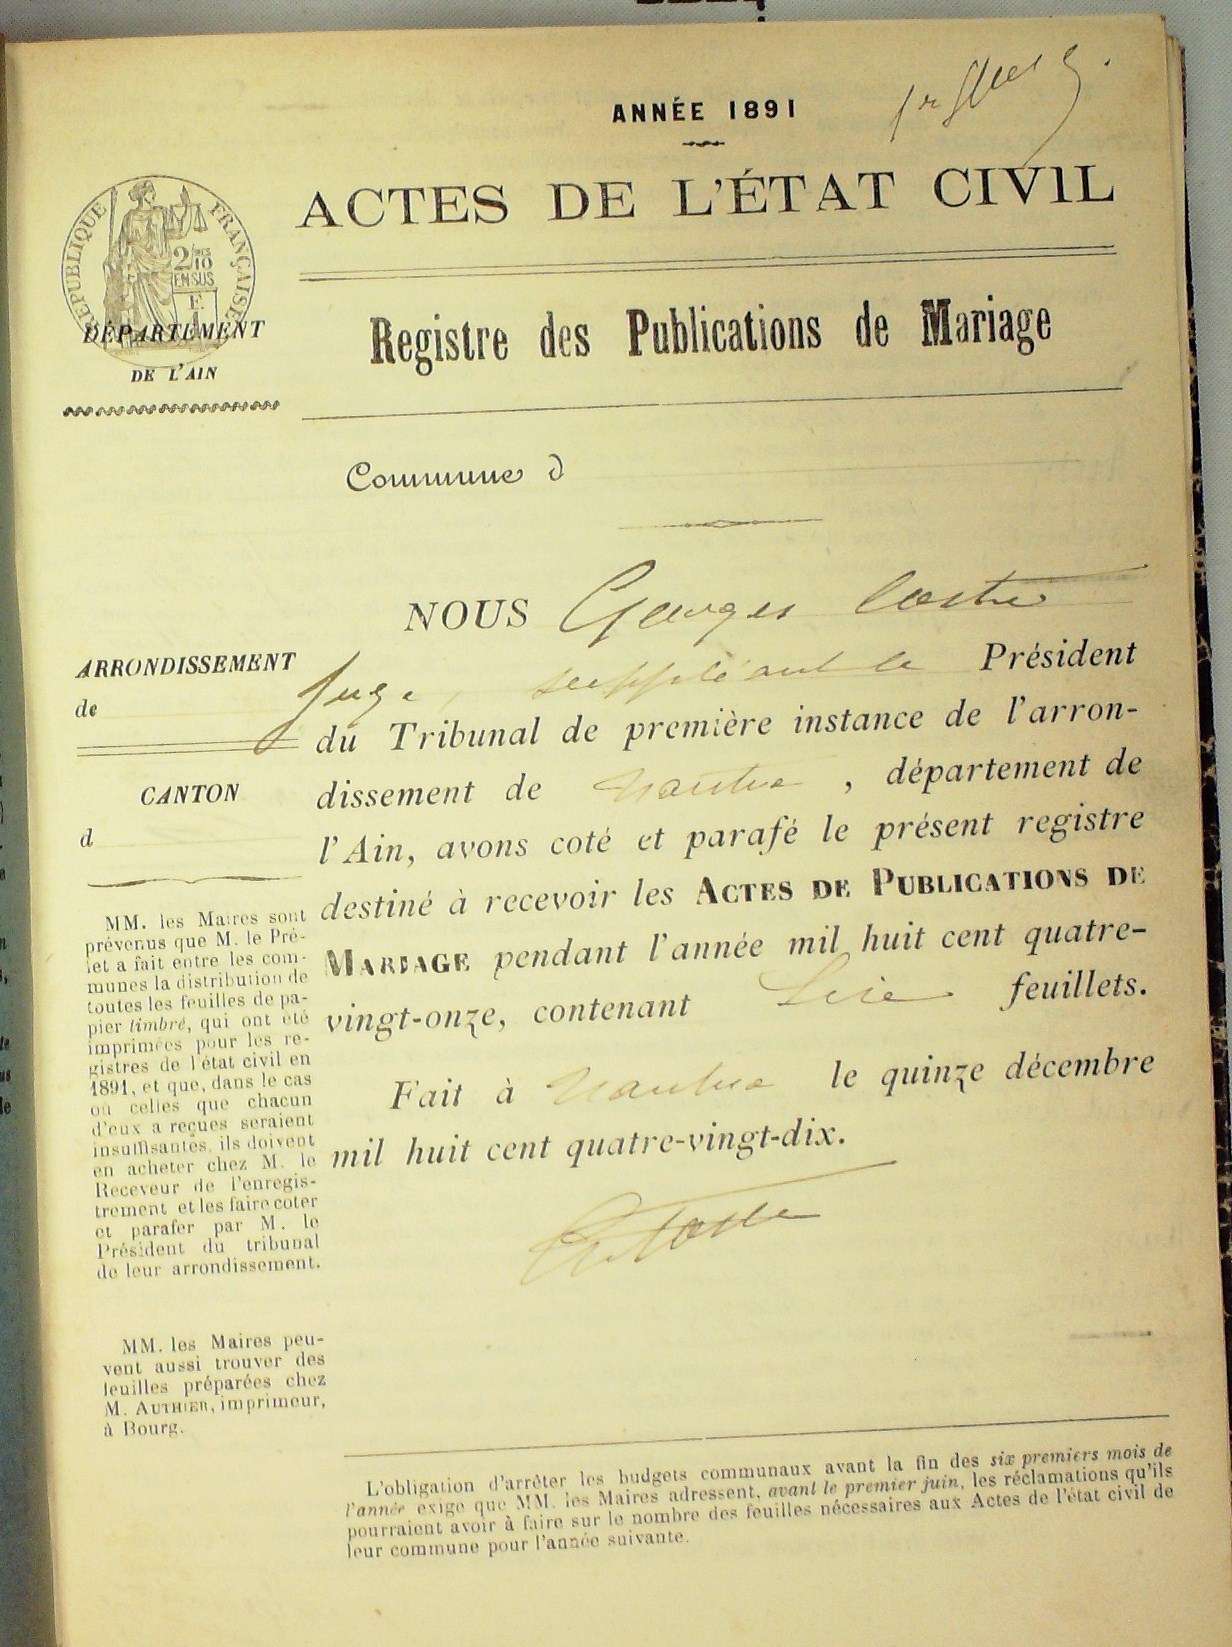 ANNÉE 1891
ACTES DE L'ÉTAT CIVIL
RÉPUBLIQUE FRANÇAISE
2/10
EN SUS
E
DÉPARTEMENT
DE L'AIN
Registre des Publications de Mariage
Commune d
NOUS Georges
ARRONDISSEMENT
de
Juge, suppléant le Président
du Tribunal de première instance de l'arron-
dissement de Nantua, département de
l'Ain, avons coté et parafé le présent registre
destiné à recevoir les ACTES DE PUBLICATIONS DE
MARIAGE pendant l'année mil huit cent quatre-
vingt-onze, contenant feuillets.
Fait à Nantua le quinze décembre
mil huit cent quatre-vingt-dix.
CANTON
d
MM. les Maires sont
prévenus que M. le Pré-
fet a fait entre les com-
munes la distribution de
toutes les feuilles de pa-
pier timbré, qui ont été
imprimées pour les re-
gistres de l'état civil en
1891, et que, dans le cas
où celles que chacun
d'eux a reçues seraient
insuffisantes, ils doivent
en acheter chez M. le
Receveur de l'enregis-
trement et les faire coter
et parafer par M. le
Président du tribunal
de leur arrondissement.
MM. les Maires peu-
vent aussi trouver des
feuilles préparées chez
M. AUTHIER, imprimeur,
à Bourg.
L'obligation d'arrêter les budgets communaux avant la fin des six premiers mois de
l'année exige que MM. les Maires adressent, avant le premier juin, les réclamations qu'ils
pourraient avoir à faire sur le nombre des feuilles nécessaires aux Actes de l'état civil de
leur commune pour l'année suivante.